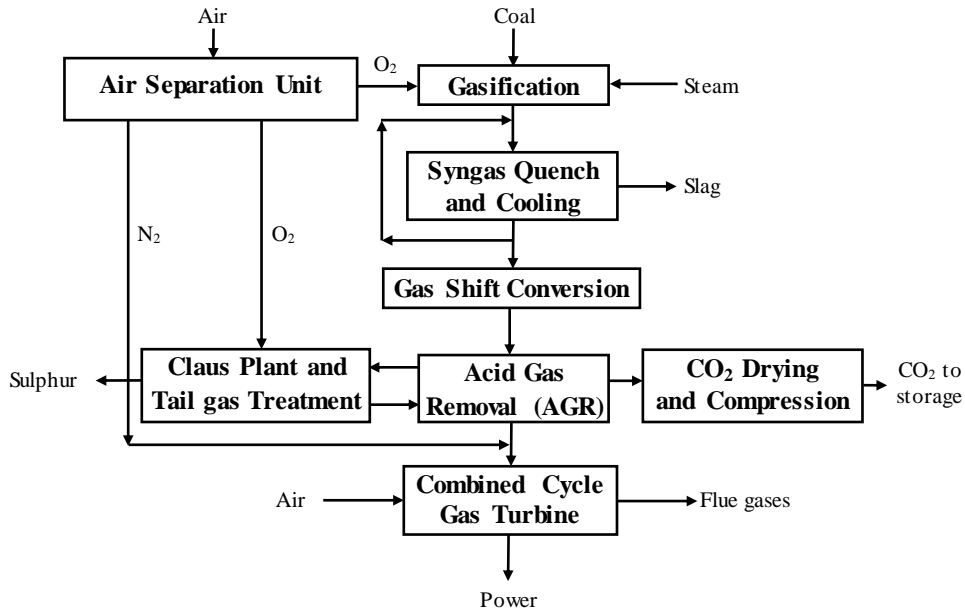 Air
Coal
Air Separation Unit
O₂
Gasification
Steam
Syngas Quench
and Cooling
Slag
N₂
O₂
Gas Shift Conversion
Sulphur
Claus Plant and
Tail gas Treatment
Acid Gas
Removal (AGR)
CO₂ Drying
and Compression
CO₂ to
storage
Air
Combined Cycle
Gas Turbine
Flue gases
Power